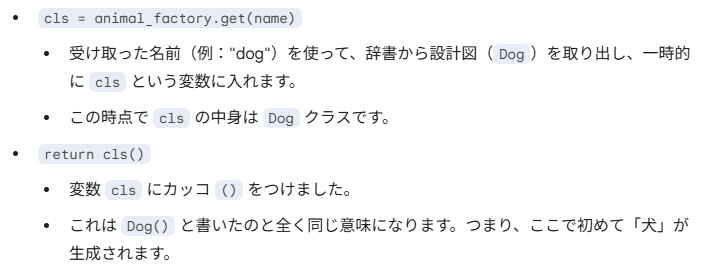 cls = animal_factory.get(name)
受け取った名前（例："dog"）を使って、辞書から設計図（ Dog ）を取り出し、一時的
に cls という変数に入れます。
この時点で cls の中身は Dog クラスです。
return cls()
変数 cls にカッコ () をつけました。
これは Dog() と書いたのと全く同じ意味になります。つまり、ここで初めて「犬」が
生成されます。